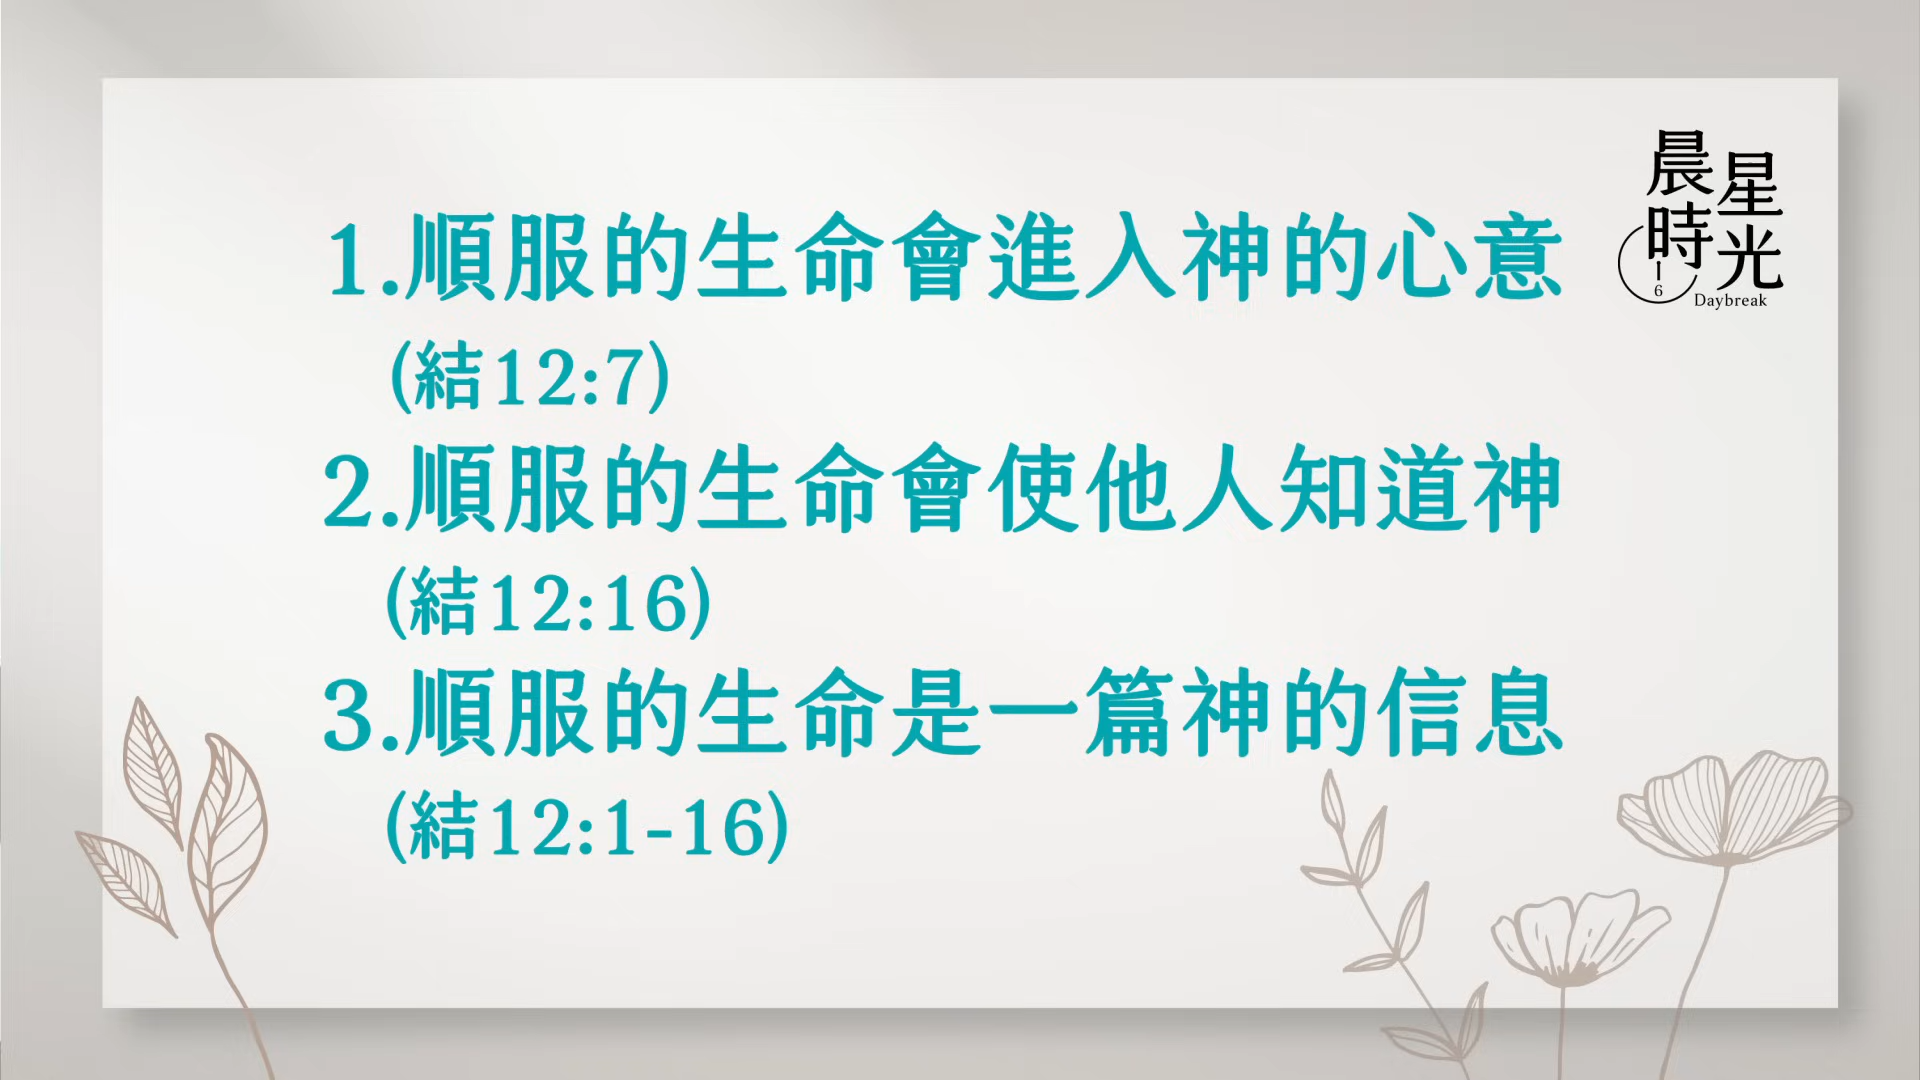 1.順服的生命會進入神的心意
(結12:7)
2.順服的生命會使他人知道神
(結12:16)
3.順服的生命是一篇神的信息
(結12:1-16)
晨星時光
6
Daybreak